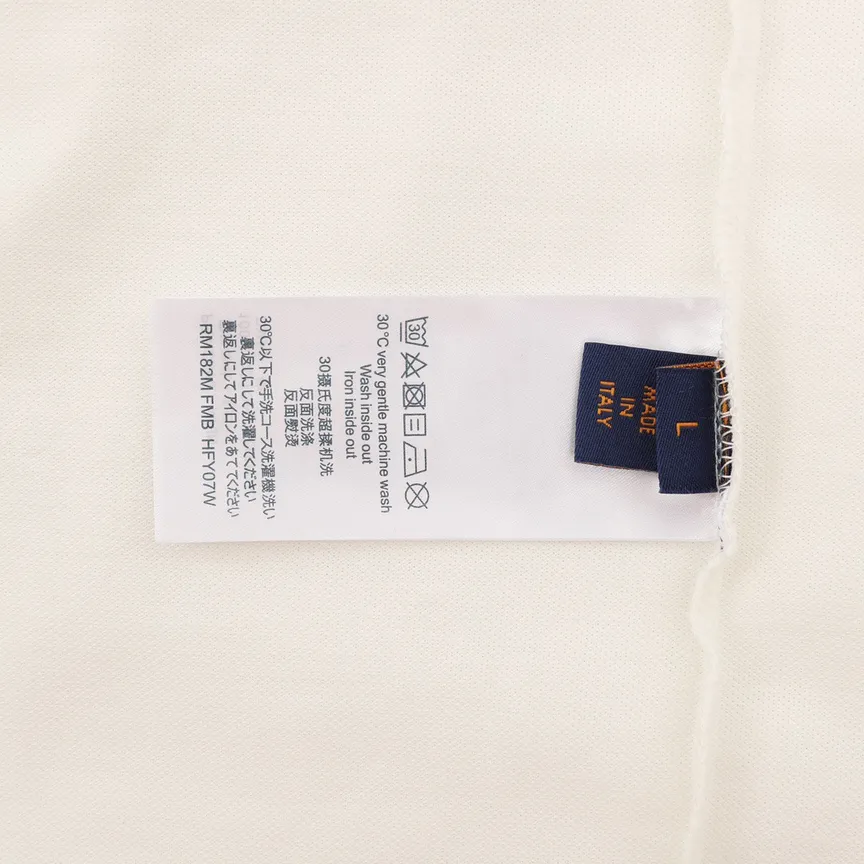 30
30℃ very gentle machine wash
Wash inside out
Iron inside out
30摄氏度超揉机洗
反面洗涤
反面熨烫
30℃以下で手洗コース洗濯機洗い
裏返しにして洗濯してください
裏返しにしてアイロンをあててください
RM182M FMB HFY07W
MADE
IN
ITALY
L